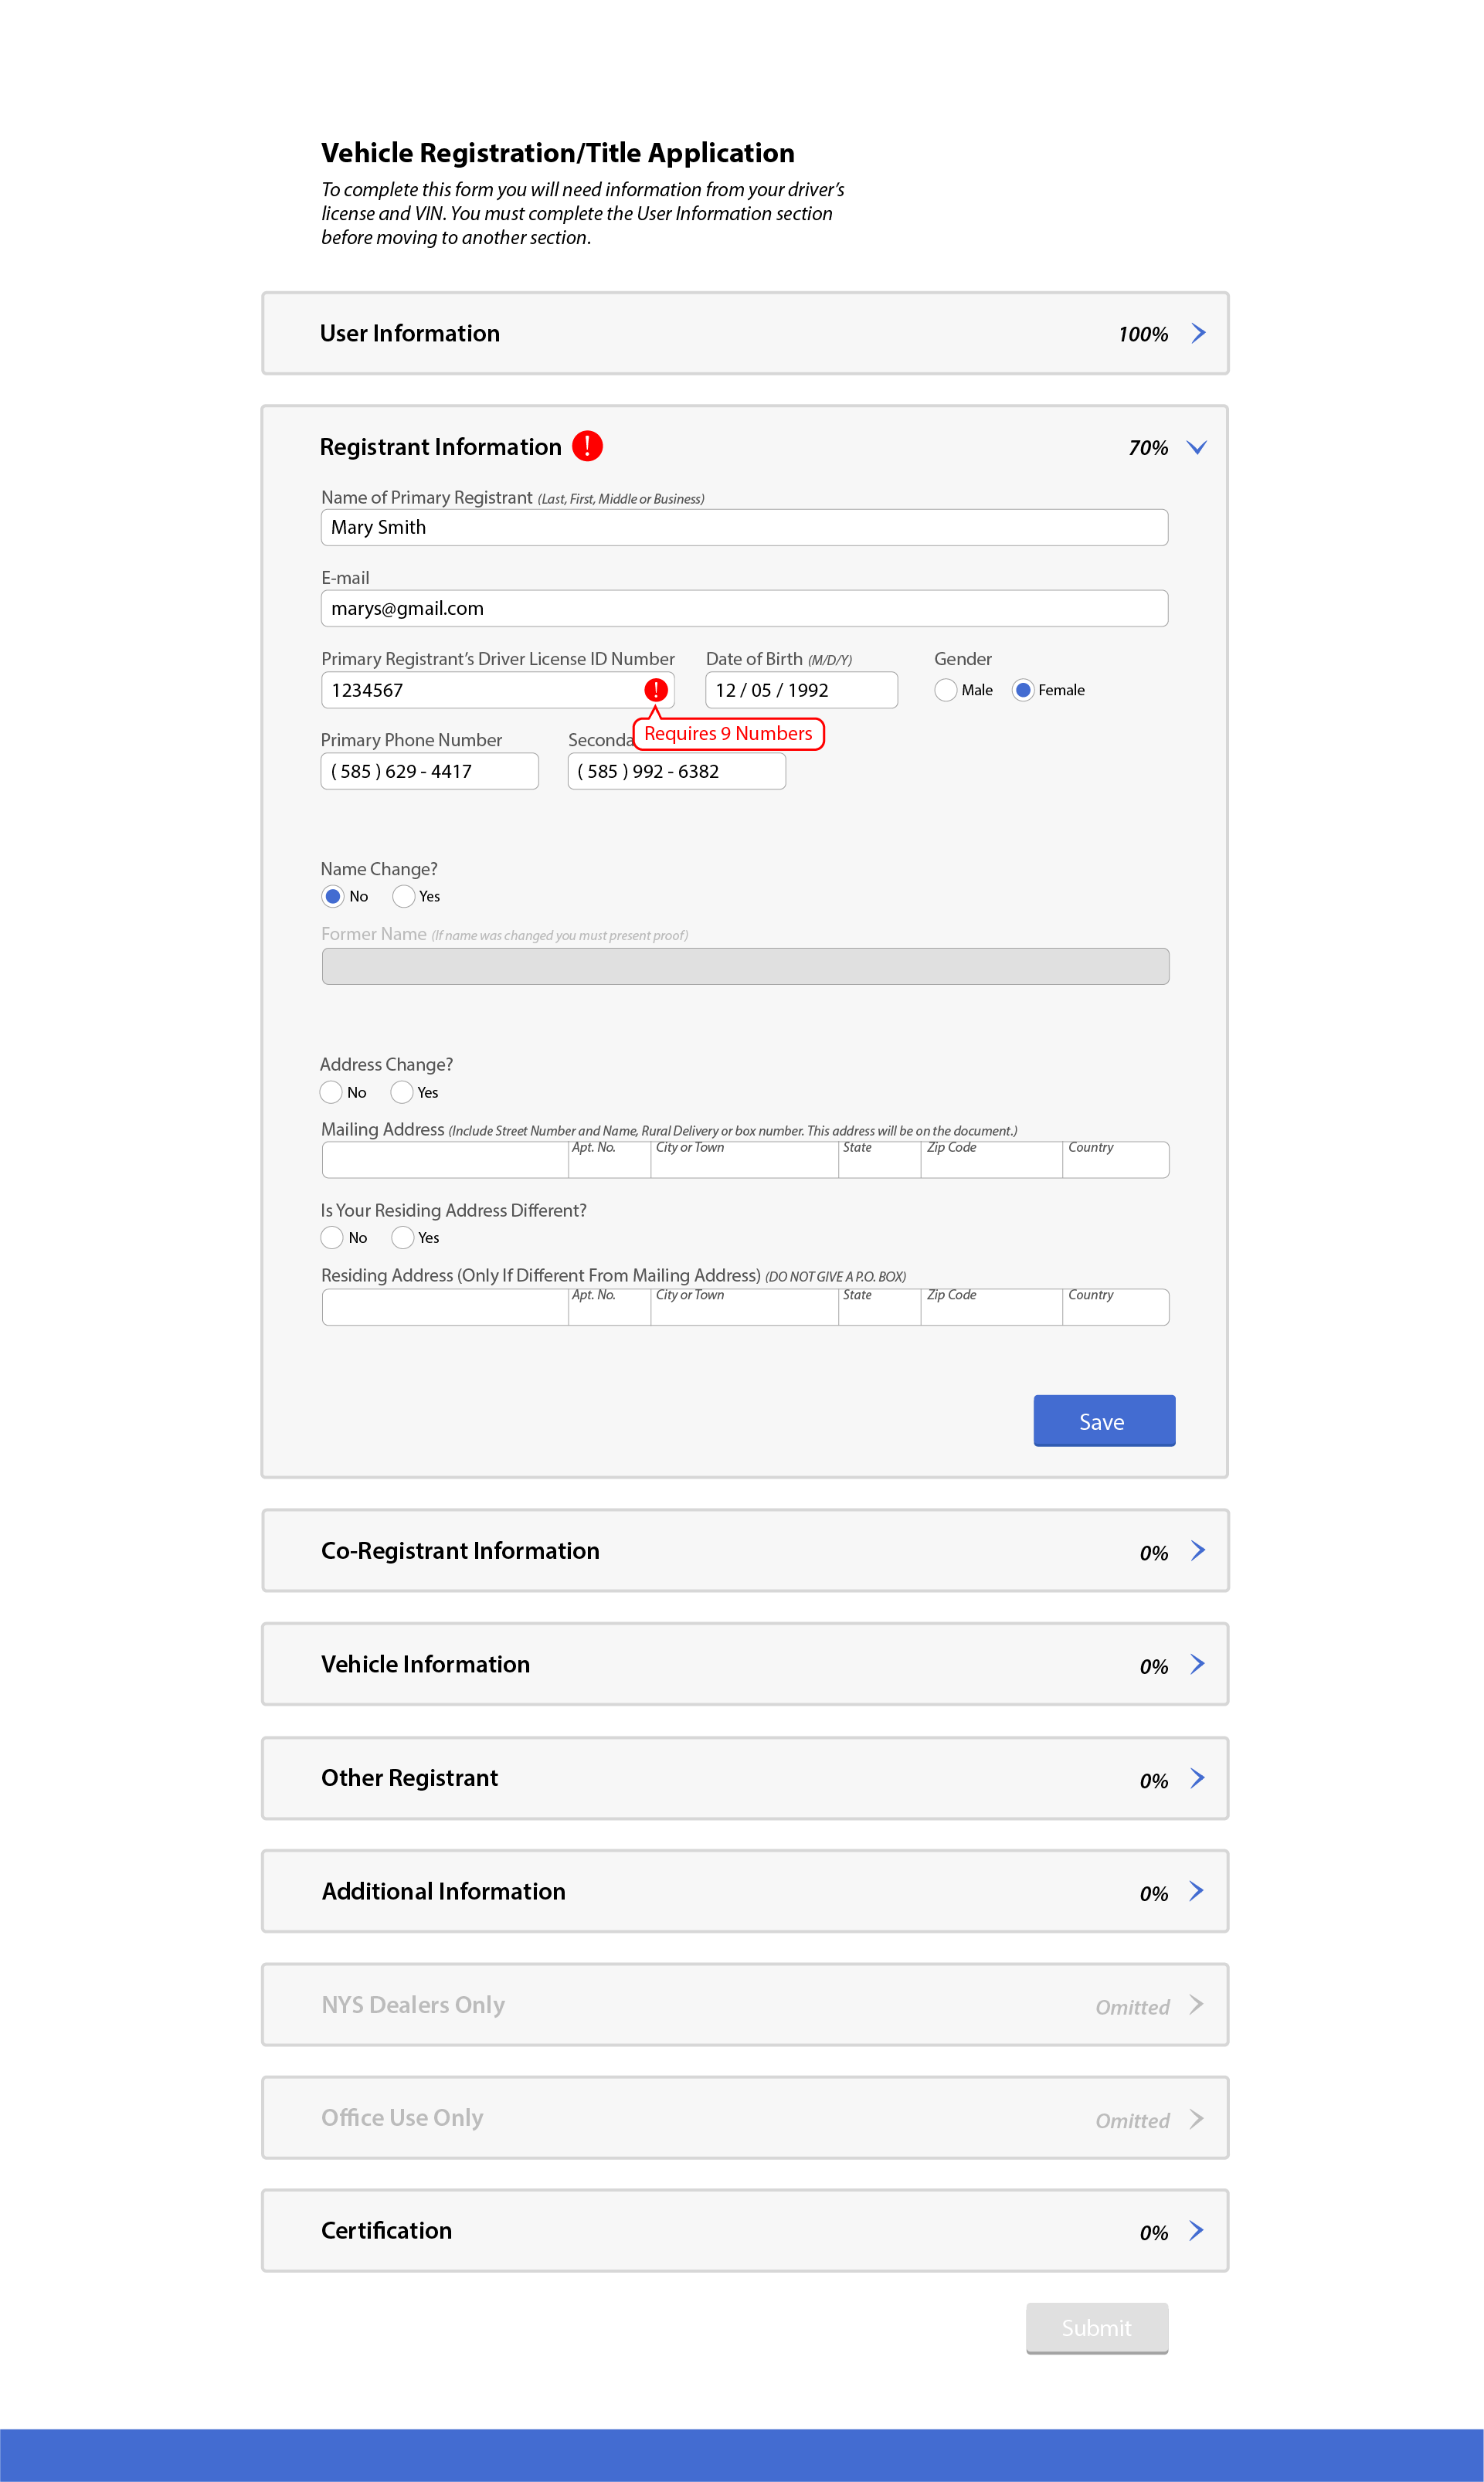 Vehicle Registration/Title Application
To complete this form you will need information from your driver's
license and VIN. You must complete the User Information section
before moving to another section.
User Information 100%
Registrant Information ! 70%
Name of Primary Registrant (Last, First, Middle or Business)
Mary Smith
E-mail
marys@gmail.com
Primary Registrant's Driver License ID Number Date of Birth (M/D/Y) Gender
1234567 ! 12 / 05 / 1992 Male Female
Requires 9 Numbers
Primary Phone Number
( 585 ) 629 - 4417 ( 585 ) 992 - 6382
Name Change?
No Yes
Former Name (If name was changed you must present proof)
Address Change?
No Yes
Mailing Address (Include Street Number and Name, Rural Delivery or box number. This address will be on the document.)
Apt. No. City or Town State Zip Code Country
Is Your Residing Address Different?
No Yes
Residing Address (Only If Different From Mailing Address) (DO NOT GIVE A P.O. BOX)
Apt. No. City or Town State Zip Code Country
Save
Co-Registrant Information 0%
Vehicle Information 0%
Other Registrant 0%
Additional Information 0%
NYS Dealers Only Omitted
Office Use Only Omitted
Certification 0%
Submit